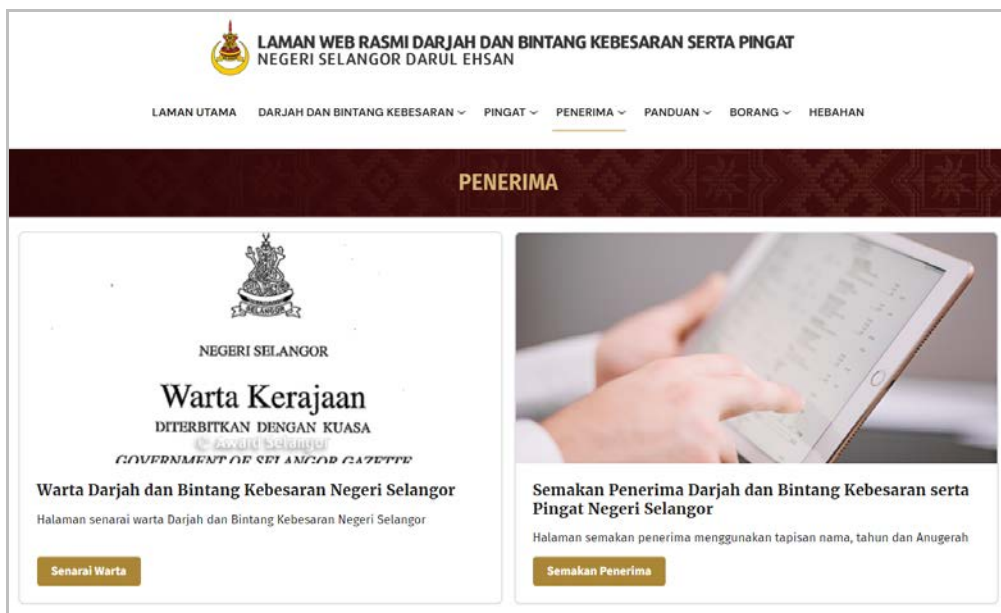 LAMAN WEB RASMI DARJAH DAN BINTANG KEBESARAN SERTA PINGAT
NEGERI SELANGOR DARUL EHSAN
LAMAN UTAMA DARJAH DAN BINTANG KEBESARAN PINGAT PENERIMA PANDUAN BORANG HEBAHAN
PENERIMA
SELANGOR
NEGERI SELANGOR
Warta Kerajaan
DITERBITKAN DENGAN KUASA
© Award Selangor
GOVERNMENT OF SELANGOR GAZETTE
Warta Darjah dan Bintang Kebesaran Negeri Selangor
Halaman senarai warta Darjah dan Bintang Kebesaran Negeri Selangor
Senarai Warta
Semakan Penerima Darjah dan Bintang Kebesaran serta
Pingat Negeri Selangor
Halaman semakan penerima menggunakan tapisan nama, tahun dan Anugerah
Semakan Penerima